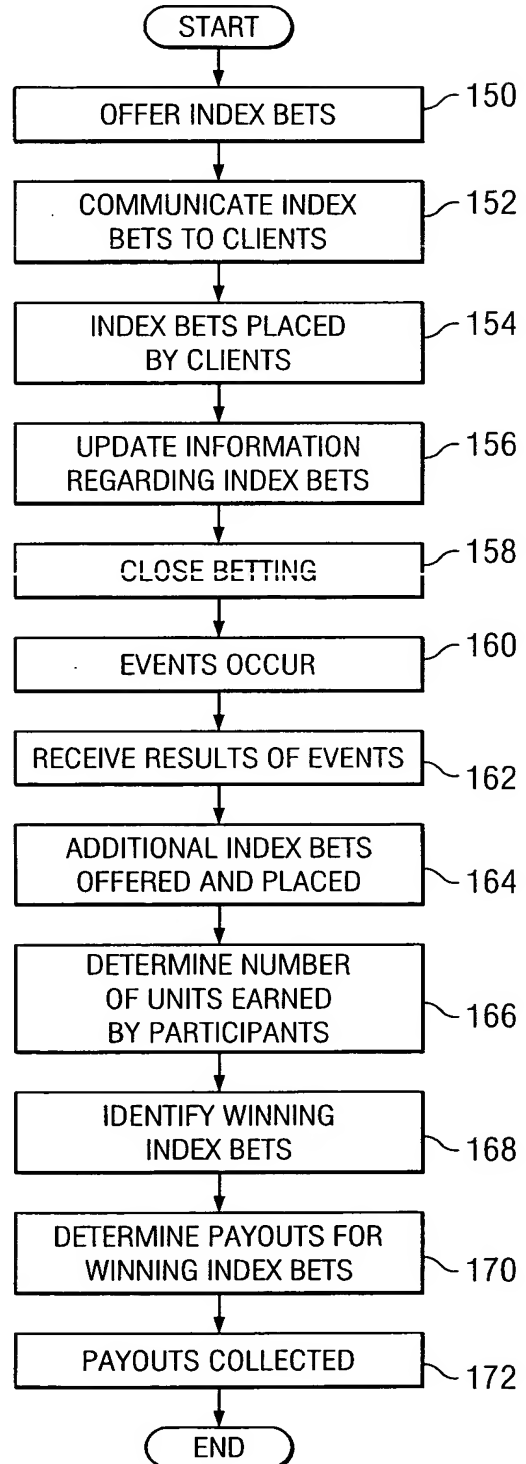 START
OFFER INDEX BETS
150
COMMUNICATE INDEX
BETS TO CLIENTS
152
INDEX BETS PLACED
BY CLIENTS
154
UPDATE INFORMATION
REGARDING INDEX BETS
156
CLOSE BETTING
158
EVENTS OCCUR
160
RECEIVE RESULTS OF EVENTS
162
ADDITIONAL INDEX BETS
OFFERED AND PLACED
164
DETERMINE NUMBER
OF UNITS EARNED
BY PARTICIPANTS
166
IDENTIFY WINNING
INDEX BETS
168
DETERMINE PAYOUTS FOR
WINNING INDEX BETS
170
PAYOUTS COLLECTED
172
END